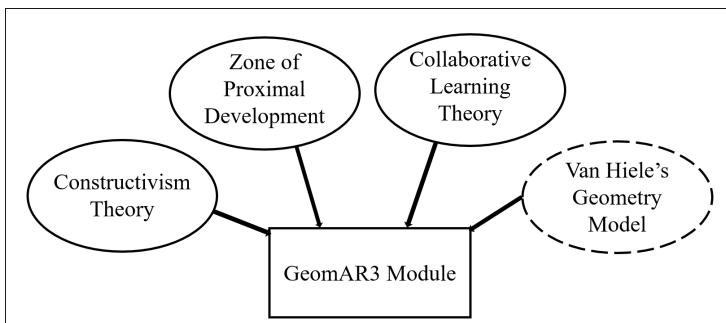 Zone of
Proximal
Development
Collaborative
Learning
Theory
Constructivism
Theory
Van Hiele's
Geometry
Model
GeomAR3 Module